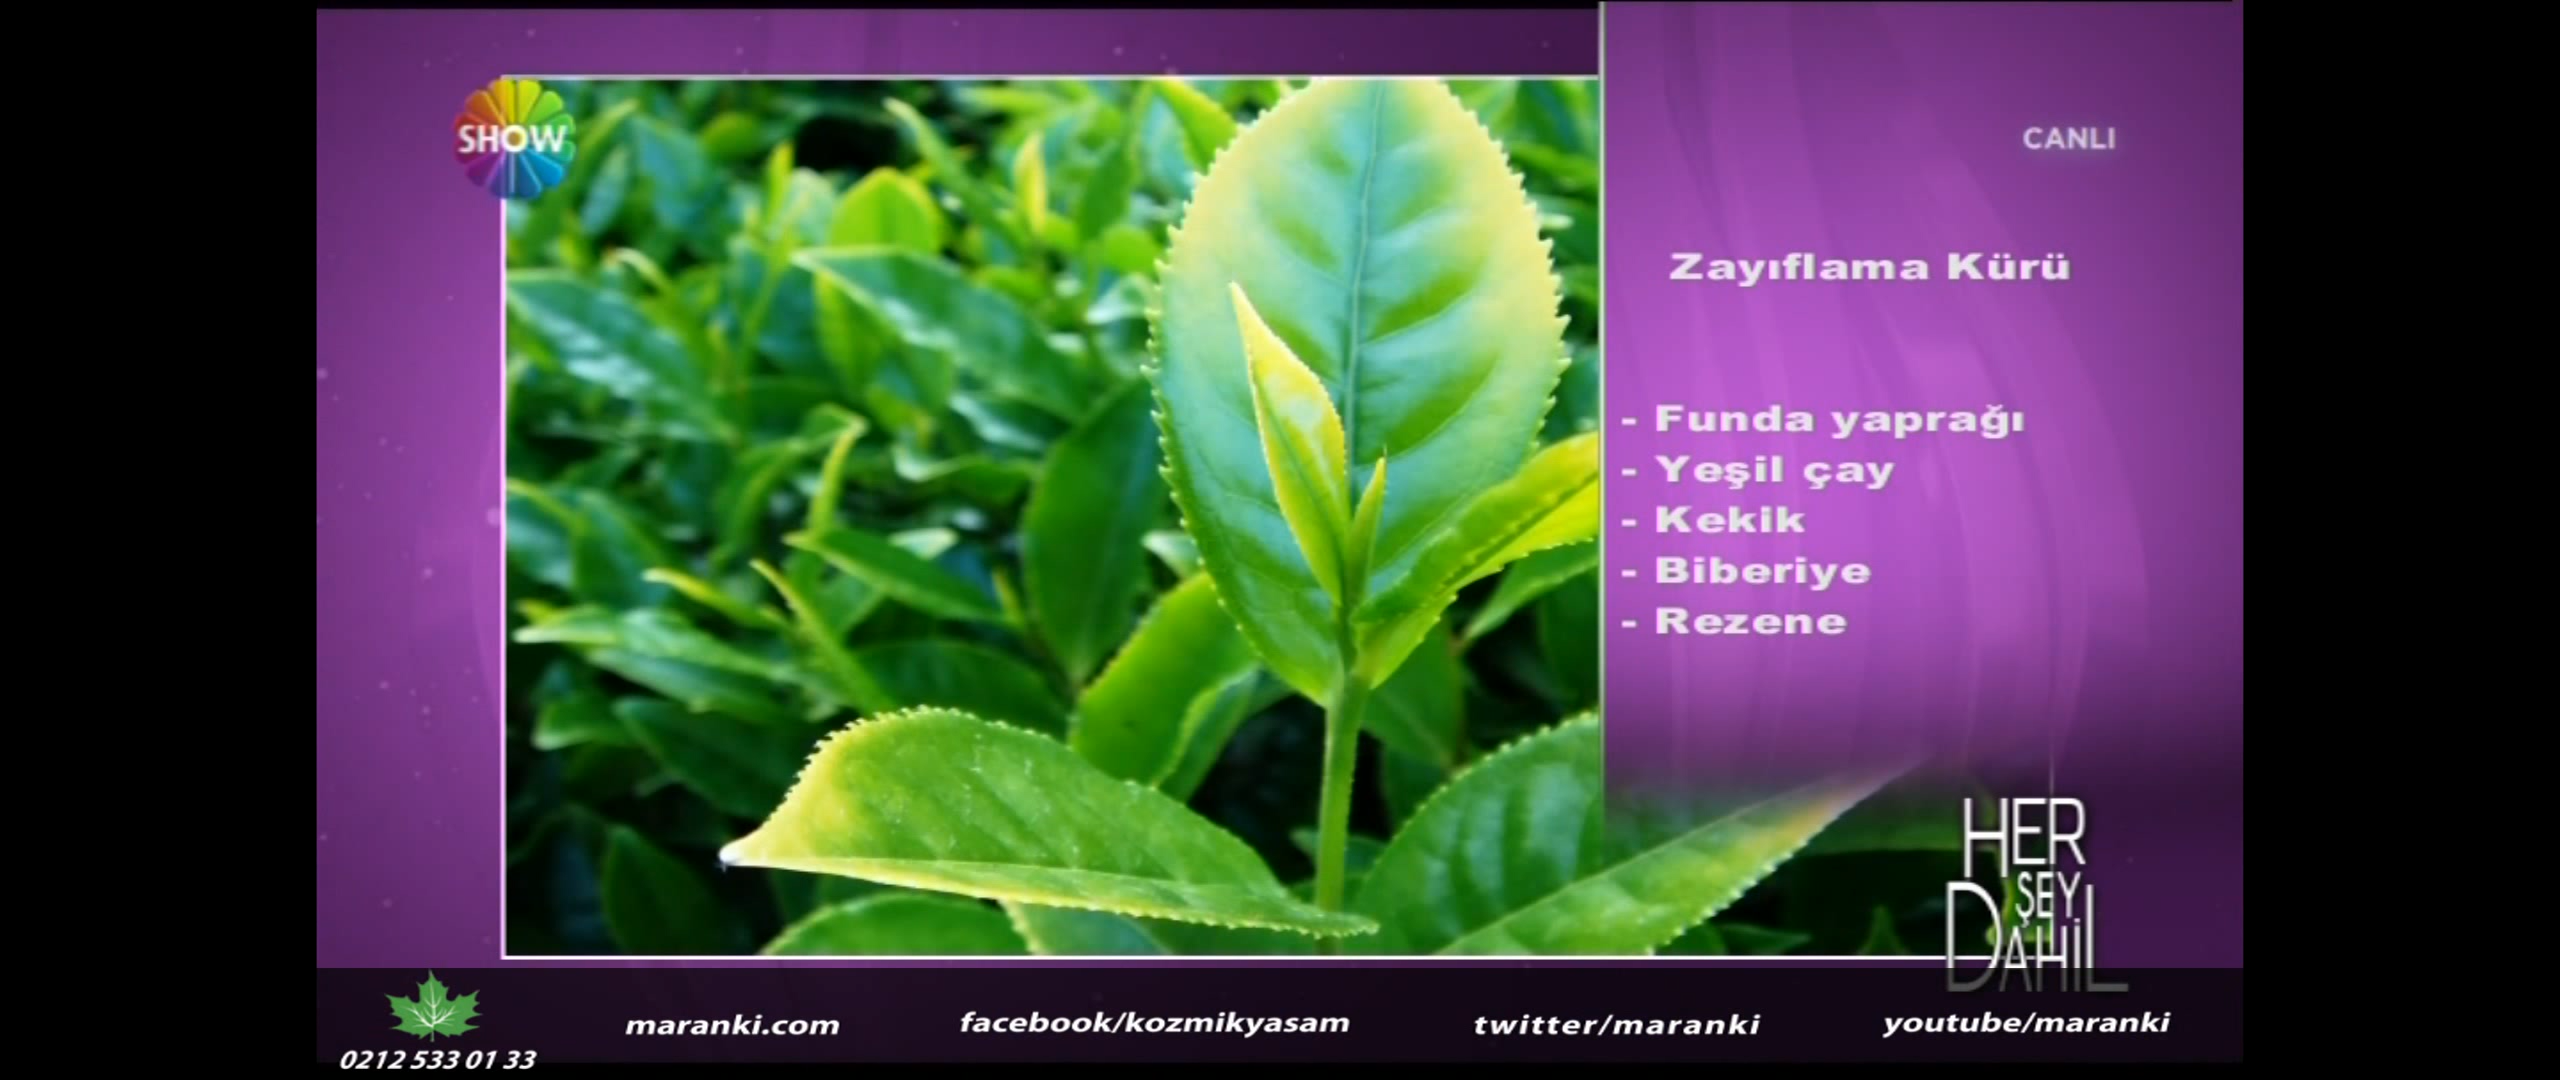 SHOW
CANLI
Zayıflama Kürü
- Funda yaprağı
- Yeşil çay
- Kekik
- Biberiye
- Rezene
HER
ŞEY
DAHİL
maranki.com
facebook/kozmikyasam
twitter/maranki
youtube/maranki
0212 533 01 33